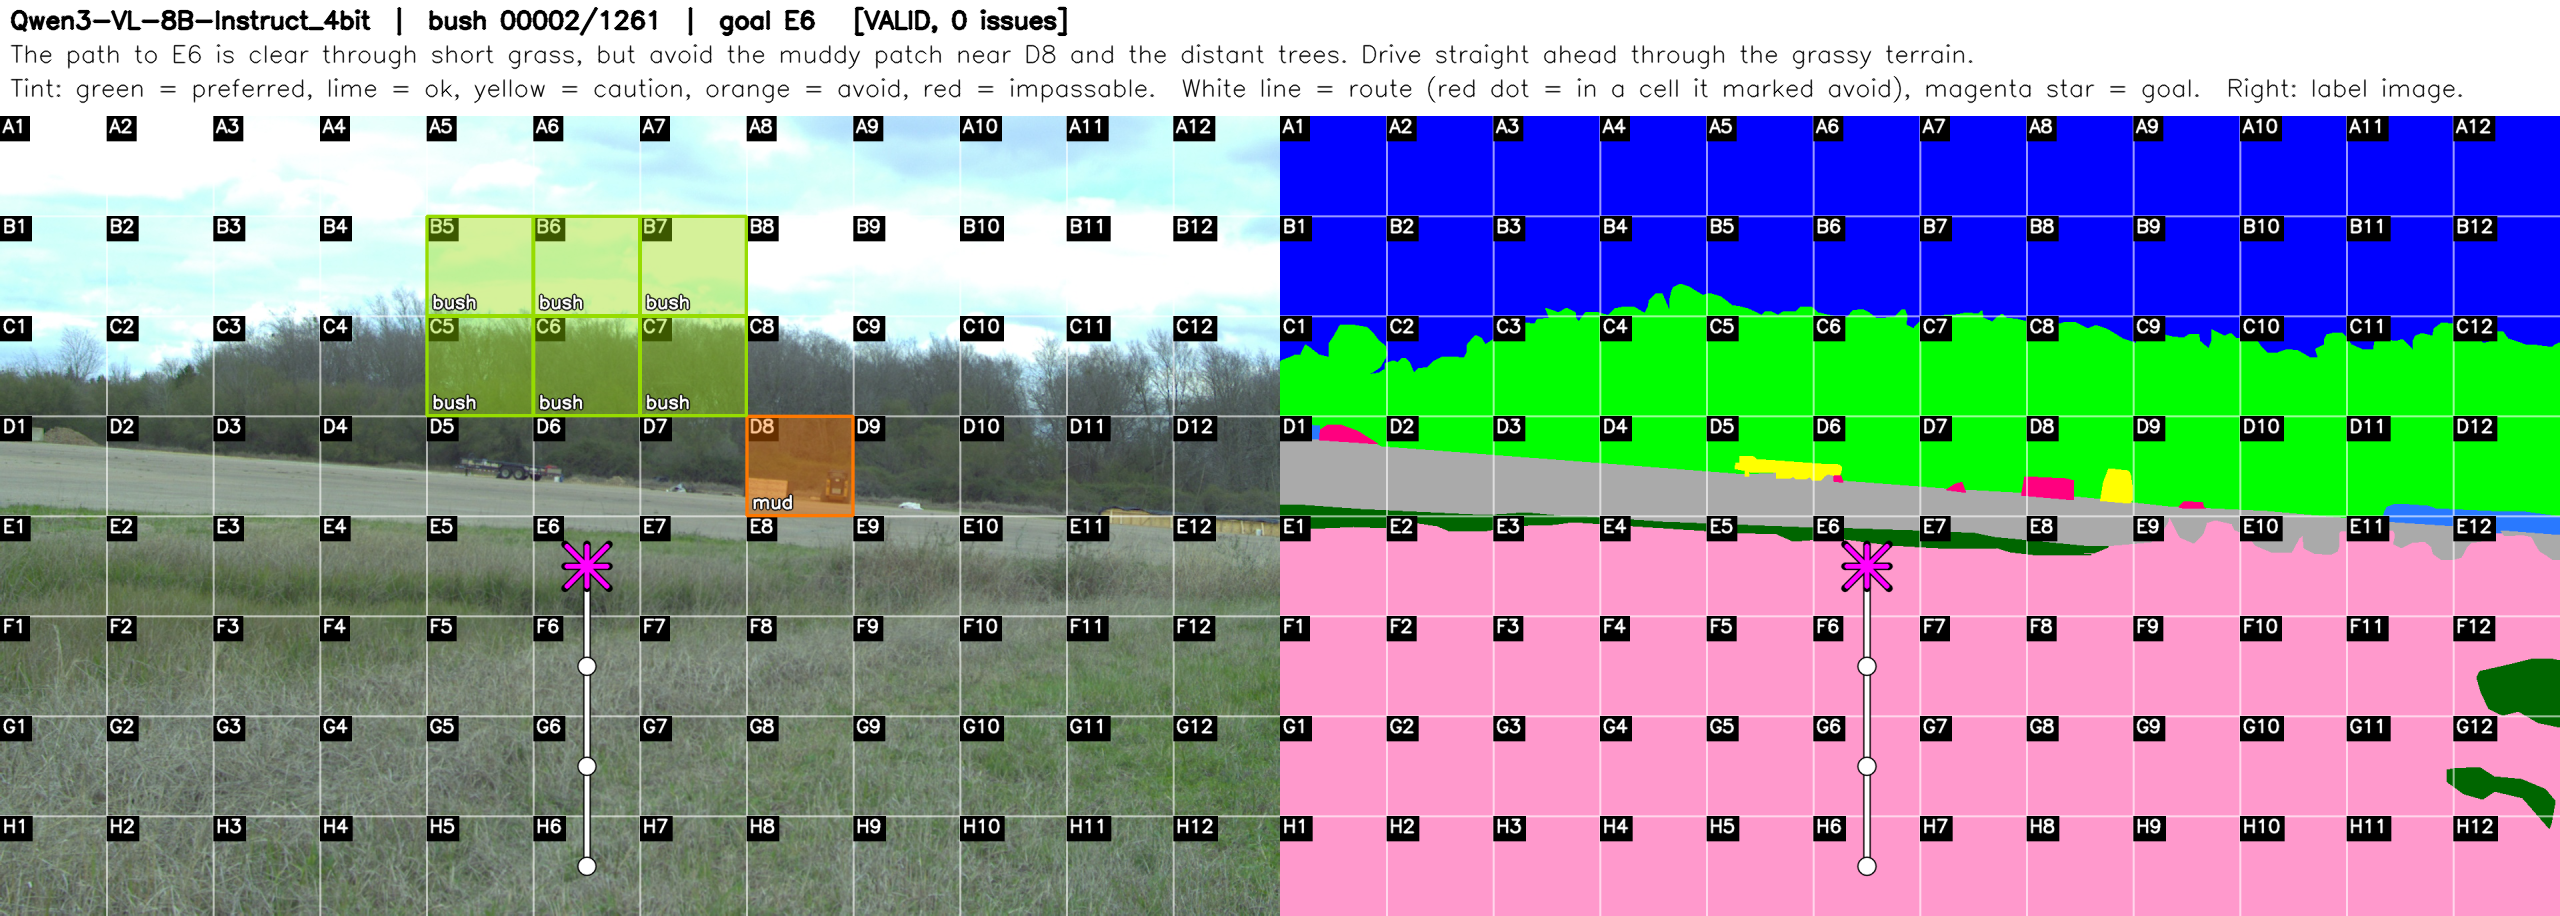 Qwen3-VL-8B-Instruct_4bit | bush 00002/1261 | goal E6 [VALID, 0 issues]
The path to E6 is clear through short grass, but avoid the muddy patch near D8 and the distant trees. Drive straight ahead through the grassy terrain.
Tint: green = preferred, lime = ok, yellow = caution, orange = avoid, red = impassable. White line = route (red dot = in a cell it marked avoid), magenta star = goal. Right: label image.
A1 A2 A3 A4 A5 A6 A7 A8 A9 A10 A11 A12 A1 A2 A3 A4 A5 A6 A7 A8 A9 A10 A11 A12
B1 B2 B3 B4 B5 B6 B7 B8 B9 B10 B11 B12 B1 B2 B3 B4 B5 B6 B7 B8 B9 B10 B11 B12
bush bush bush
C1 C2 C3 C4 C5 C6 C7 C8 C9 C10 C11 C12 C1 C2 C3 C4 C5 C6 C7 C8 C9 C10 C11 C12
bush bush bush
D1 D2 D3 D4 D5 D6 D7 D8 D9 D10 D11 D12 D1 D2 D3 D4 D5 D6 D7 D8 D9 D10 D11 D12
mud
E1 E2 E3 E4 E5 E6 E7 E8 E9 E10 E11 E12 E1 E2 E3 E4 E5 E6 E7 E8 E9 E10 E11 E12
F1 F2 F3 F4 F5 F6 F7 F8 F9 F10 F11 F12 F1 F2 F3 F4 F5 F6 F7 F8 F9 F10 F11 F12
G1 G2 G3 G4 G5 G6 G7 G8 G9 G10 G11 G12 G1 G2 G3 G4 G5 G6 G7 G8 G9 G10 G11 G12
H1 H2 H3 H4 H5 H6 H7 H8 H9 H10 H11 H12 H1 H2 H3 H4 H5 H6 H7 H8 H9 H10 H11 H12